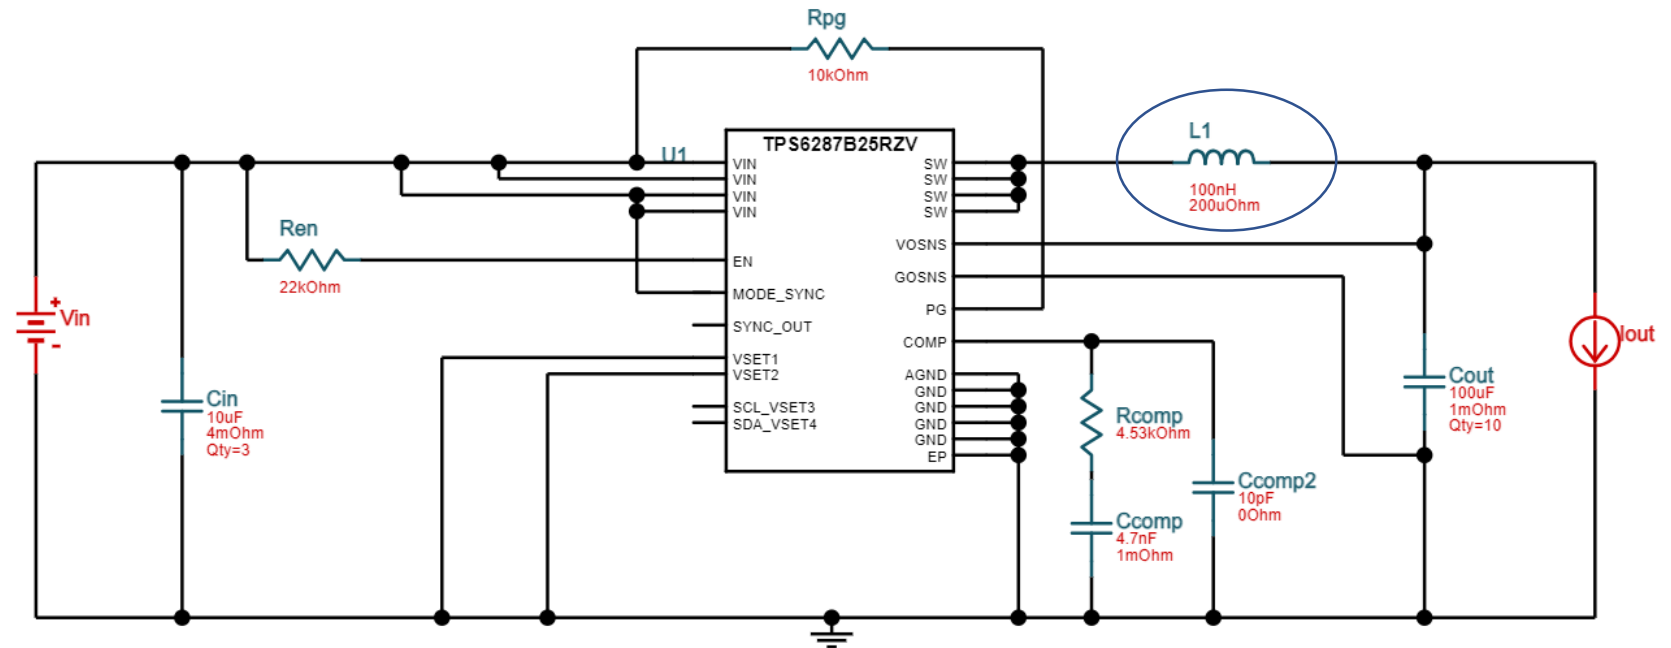 Rpg
10kOhm
TPS6287B25RZV
U1
VIN
VIN
VIN
VIN
EN
MODE_SYNC
SYNC_OUT
VSET1
VSET2
SCL_VSET3
SDA_VSET4
SW
SW
SW
SW
VOSNS
GOSNS
PG
COMP
AGND
GND
GND
GND
GND
EP
L1
100nH
200uOhm
Ren
22kOhm
+
Vin
-
Cin
10uF
4mOhm
Qty=3
Rcomp
4.53kOhm
Ccomp
4.7nF
1mOhm
Ccomp2
10pF
0Ohm
Cout
100uF
1mOhm
Qty=10
Iout